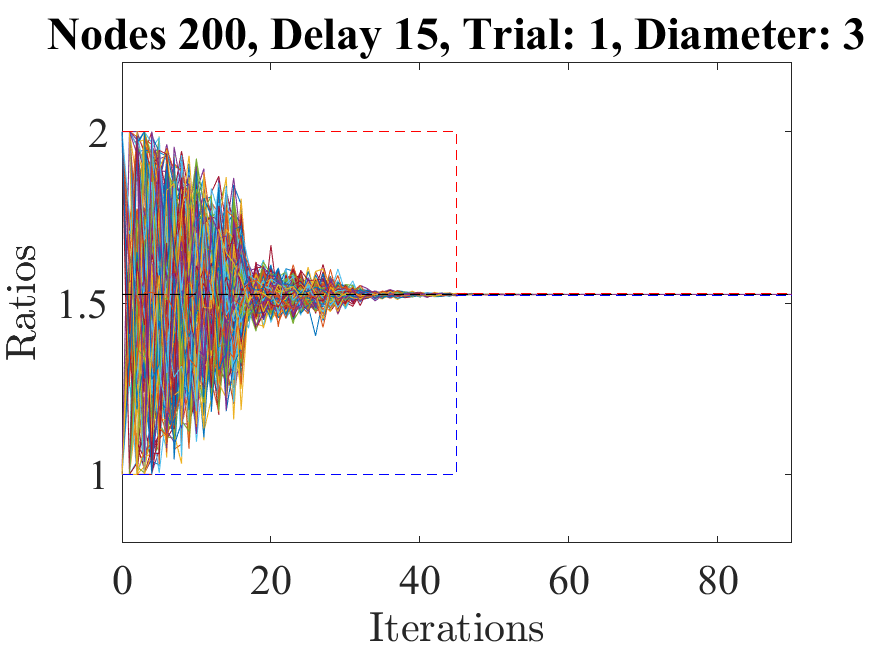 Nodes 200, Delay 15, Trial: 1, Diameter: 3
2
1.5
1
Ratios
0 20 40 60 80
Iterations